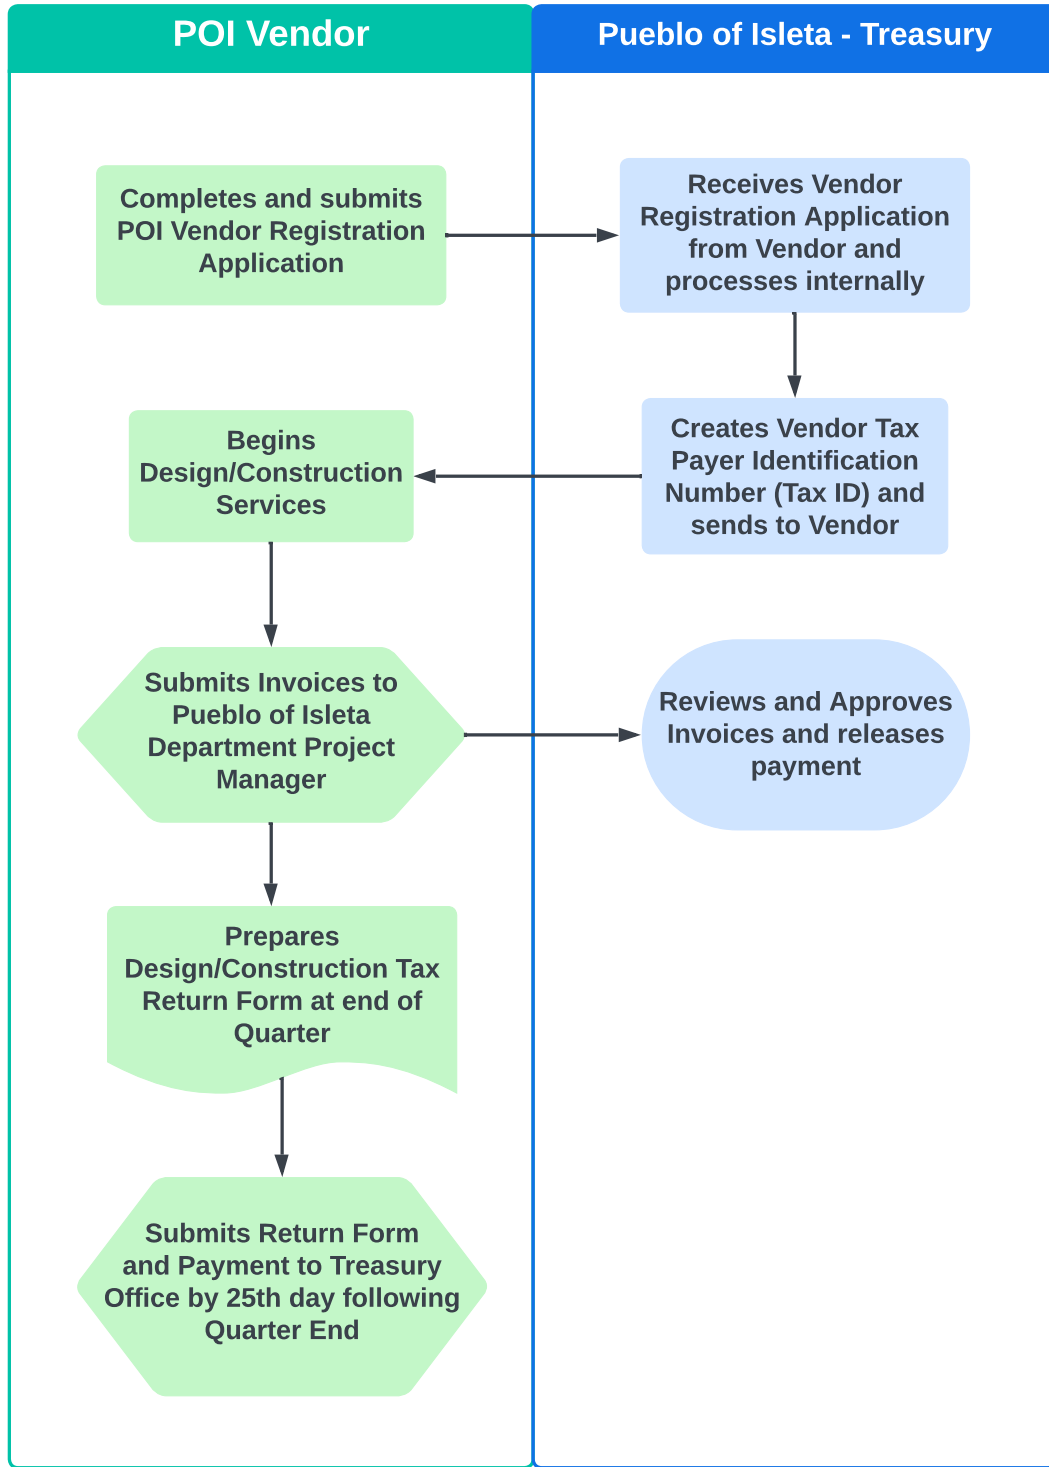 POI Vendor
Pueblo of Isleta - Treasury
Completes and submits
POI Vendor Registration
Application
Receives Vendor
Registration Application
from Vendor and
processes internally
Begins
Design/Construction
Services
Creates Vendor Tax
Payer Identification
Number (Tax ID) and
sends to Vendor
Submits Invoices to
Pueblo of Isleta
Department Project
Manager
Reviews and Approves
Invoices and releases
payment
Prepares
Design/Construction Tax
Return Form at end of
Quarter
Submits Return Form
and Payment to Treasury
Office by 25th day following
Quarter End